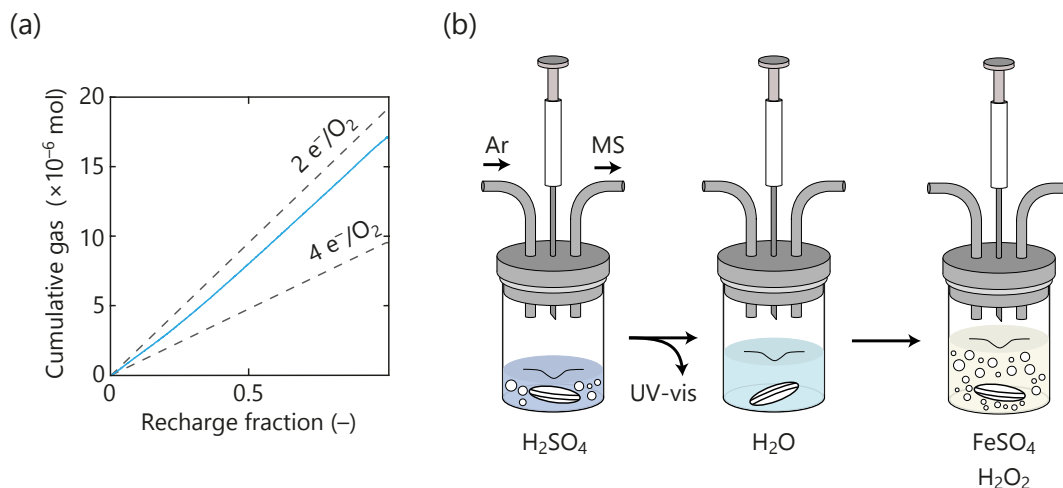 (a)
Cumulative gas (×10⁻⁶ mol)
20
15
10
5
0
0.5
Recharge fraction (–)
2 e⁻/O₂
4 e⁻/O₂
(b)
Ar
MS
UV-vis
H₂SO₄
H₂O
FeSO₄
H₂O₂